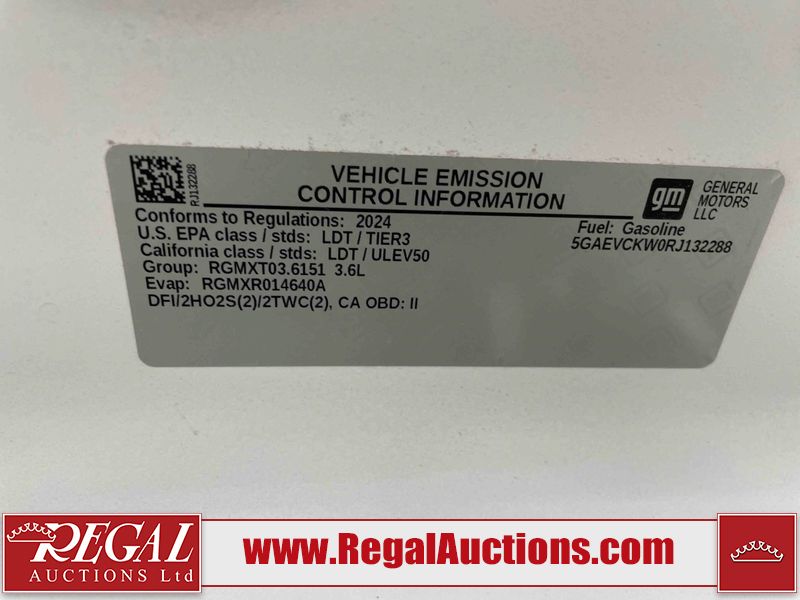 RJ132288
VEHICLE EMISSION
CONTROL INFORMATION
gm
GENERAL
MOTORS
LLC
Conforms to Regulations: 2024
U.S. EPA class / stds: LDT / TIER3
California class / stds: LDT / ULEV50
Group: RGMXT03.6151 3.6L
Evap: RGMXR014640A
DFI/2HO2S(2)/2TWC(2), CA OBD: II
Fuel: Gasoline
5GAEVCKW0RJ132288
REGAL
AUCTIONS Ltd
www.RegalAuctions.com